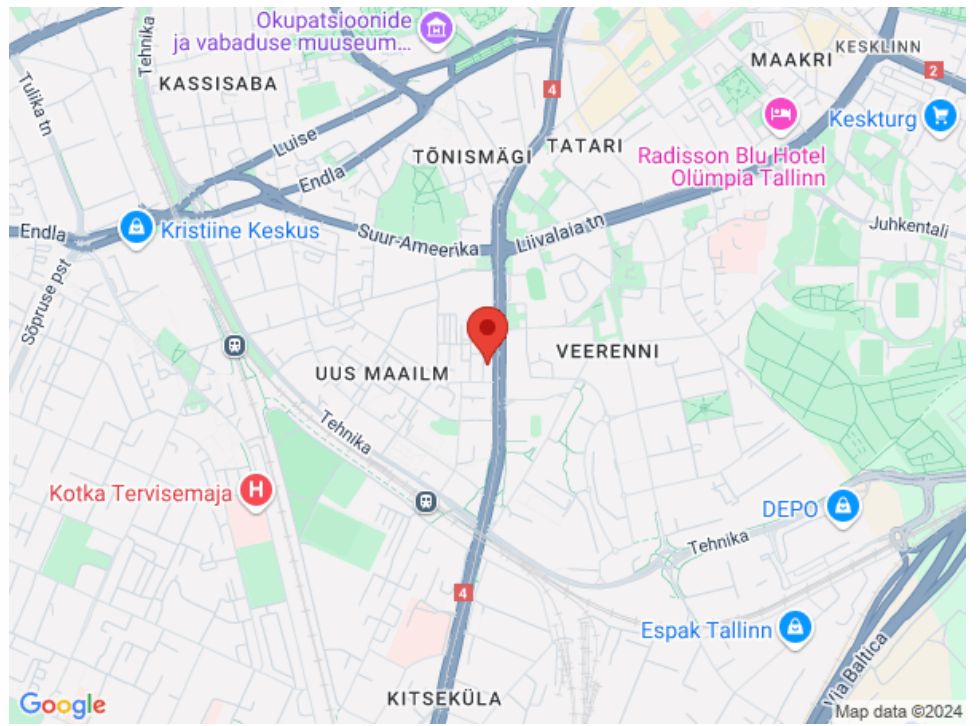 Okupatsioonide
ja vabaduse muuseum...
Tehnika
KASSISABA
Tulika tn
4
MAAKRI
KESKLINN
2
Keskturg
Luise
TÕNISMÄGI
TATARI
Radisson Blu Hotel
Olümpia Tallinn
Endla
Endla
Kristiine Keskus
Suur-Ameerika
Liivalaia tn
Juhkentali
Sõpruse pst
UUS MAAILM
VEERENNI
Tehnika
Kotka Tervisemaja
H
DEPO
Tehnika
4
Espak Tallinn
Via Baltica
KITSEKÜLA
Google
Map data ©2024